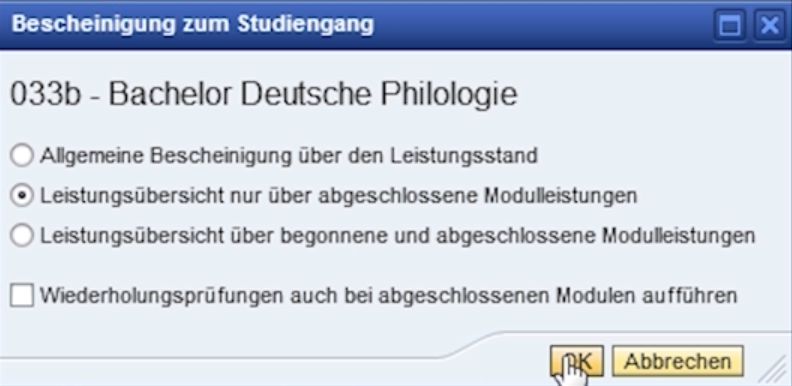 Bescheinigung zum Studiengang
033b - Bachelor Deutsche Philologie
Allgemeine Bescheinigung über den Leistungsstand
Leistungsübersicht nur über abgeschlossene Modulleistungen
Leistungsübersicht über begonnene und abgeschlossene Modulleistungen
Wiederholungsprüfungen auch bei abgeschlossenen Modulen aufführen
OK Abbrechen